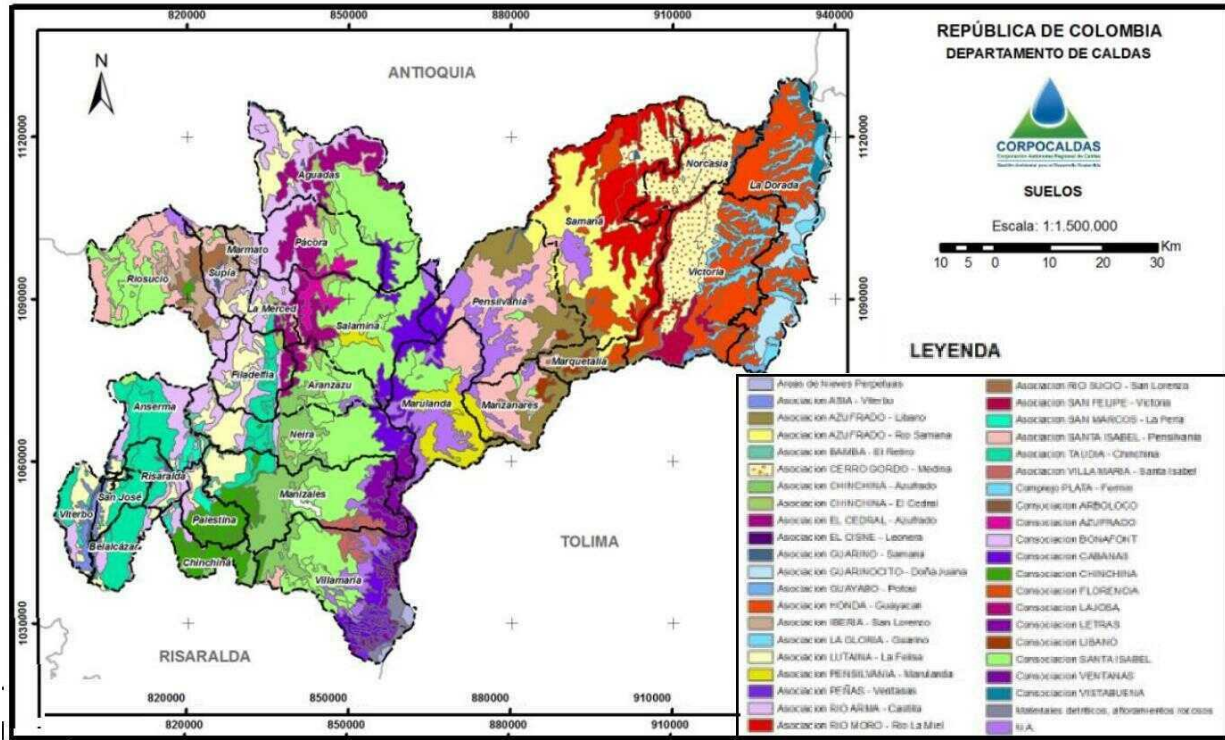 820000 850000 880000 910000 940000
REPÚBLICA DE COLOMBIA
DEPARTAMENTO DE CALDAS
CORPOCALDAS
Corporación Autónoma Regional de Caldas
SUELOS
Escala: 1:1.500.000
10 5 0 10 20 30 Km
N
ANTIOQUIA
1120000 1120000
Norcasia
Aguadas
La Dorada
Samaná
Pácora
Marmato
Supía
Riosucio
Victoria
1090000 1090000
Pensilvania
La Merced
Salamina
Marquetalia
Filadelfia
Aranzazu
Anserma
Marulanda
Manzanares
Neira
1060000
Risaralda
San José
Manizales
Viterbo
Palestina
Belalcázar
TOLIMA
Chinchiná
Villamaría
1030000
RISARALDA
820000 850000 880000 910000
LEYENDA
Areas de Nieves Perpetuas
Asociacion ASIA - Viterbo
Asociacion AZUFRADO - Libano
Asociacion AZUFRADO - Rio Samana
Asociacion BAMBA - El Retiro
Asociacion CERRO GORDO - Medina
Asociacion CHINCHINA - Azufrado
Asociacion CHINCHINA - El Cedral
Asociacion EL CEDRAL - Azufrado
Asociacion EL CISNE - Leonera
Asociacion GUARINO - Samana
Asociacion GUARINOCITO - Doña Juana
Asociacion GUAYABO - Potosi
Asociacion HONDA - Guayacan
Asociacion IBERIA - San Lorenzo
Asociacion LA GLORIA - Guarino
Asociacion LUTAINA - La Felisa
Asociacion PENSILVANIA - Marulanda
Asociacion PEÑAS - Ventanas
Asociacion RIO ARMA - Castilla
Asociacion RIO MORO - Rio La Miel
Asociacion RIO SUCIO - San Lorenzo
Asociacion SAN FELIPE - Victoria
Asociacion SAN MARCOS - La Perla
Asociacion SANTA ISABEL - Pensilvania
Asociacion TAUDIA - Chinchina
Asociacion VILLA MARIA - Santa Isabel
Complejo PLATA - Fermin
Consociacion ARBOLOCO
Consociacion AZUFRADO
Consociacion BONAFONT
Consociacion CABANAS
Consociacion CHINCHINA
Consociacion FLORENCIA
Consociacion LA JOBA
Consociacion LETRAS
Consociacion LIBANO
Consociacion SANTA ISABEL
Consociacion VENTANAS
Consociacion VISTABUENA
Materiales detriticos, afloramientos rocosos
N.A.